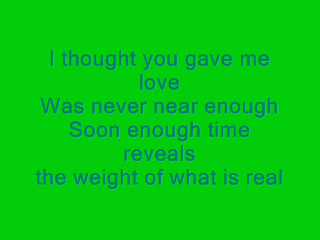 I thought you gave me
love
Was never near enough
Soon enough time
reveals
the weight of what is real